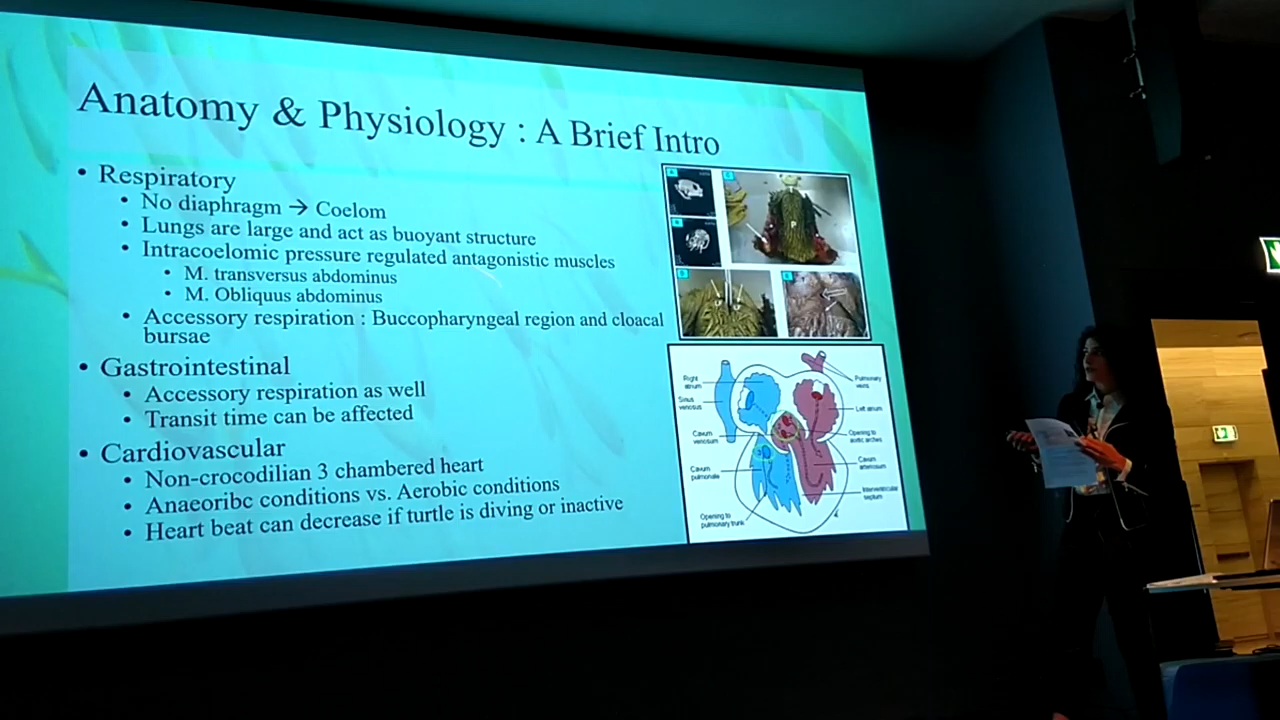 Anatomy & Physiology : A Brief Intro
• Respiratory
• No diaphragm → Coelom
• Lungs are large and act as buoyant structure
• Intracoelomic pressure regulated antagonistic muscles
• M. transversus abdominus
• M. Obliquus abdominus
• Accessory respiration : Buccopharyngeal region and cloacal
bursae
• Gastrointestinal
• Accessory respiration as well
• Transit time can be affected
• Cardiovascular
• Non-crocodilian 3 chambered heart
• Anaeoribc conditions vs. Aerobic conditions
• Heart beat can decrease if turtle is diving or inactive
Right
atrium
Sinus
venosus
Cavum
venosum
Cavum
pulmonale
Opening to
pulmonary trunk
Pulmonary
veins
Left atrium
Opening to
aortic arches
Cavum
arteriosum
Interventricular
septum